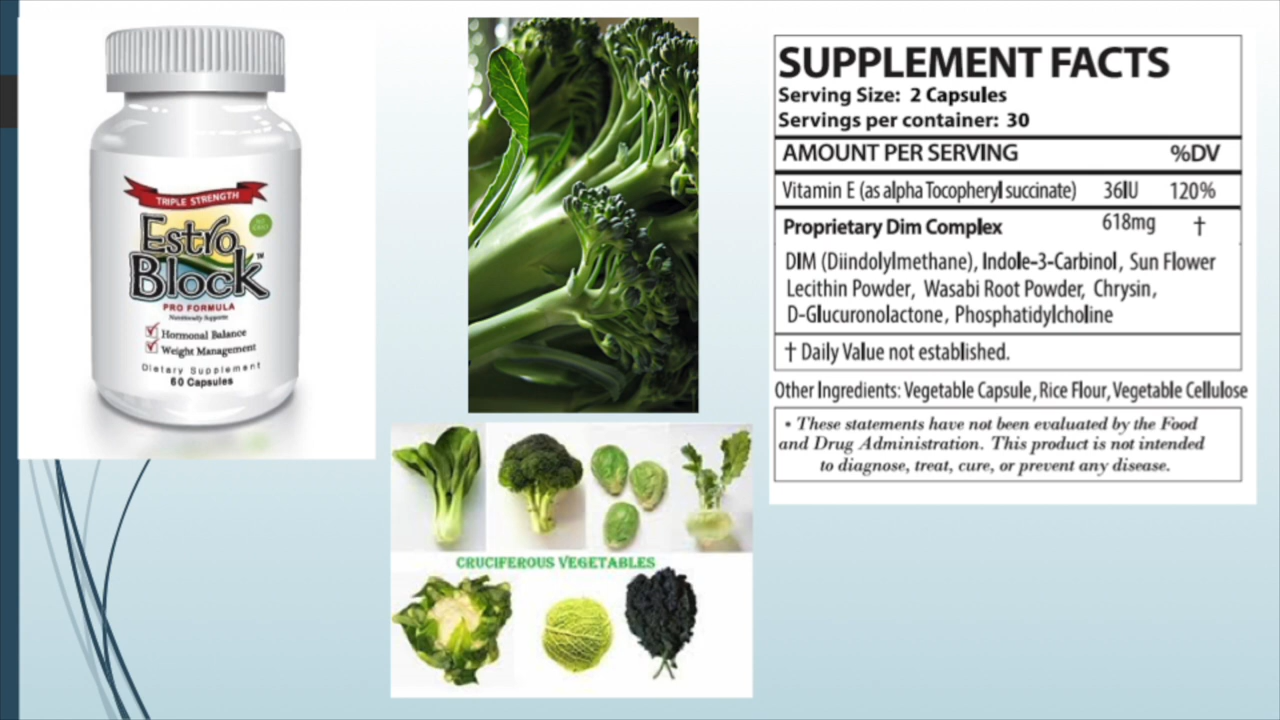 TRIPLE STRENGTH
Estro
Block™
PRO FORMULA
Nutritionally Supports
Hormonal Balance
Weight Management
Dietary Supplement
60 Capsules
CRUCIFEROUS VEGETABLES
SUPPLEMENT FACTS
Serving Size: 2 Capsules
Servings per container: 30
AMOUNT PER SERVING %DV
Vitamin E (as alpha Tocopheryl succinate) 36IU 120%
Proprietary Dim Complex 618mg †
DIM (Diindolylmethane), Indole-3-Carbinol, Sun Flower
Lecithin Powder, Wasabi Root Powder, Chrysin,
D-Glucuronolactone, Phosphatidylcholine
† Daily Value not established.
Other Ingredients: Vegetable Capsule, Rice Flour, Vegetable Cellulose
• These statements have not been evaluated by the Food
and Drug Administration. This product is not intended
to diagnose, treat, cure, or prevent any disease.